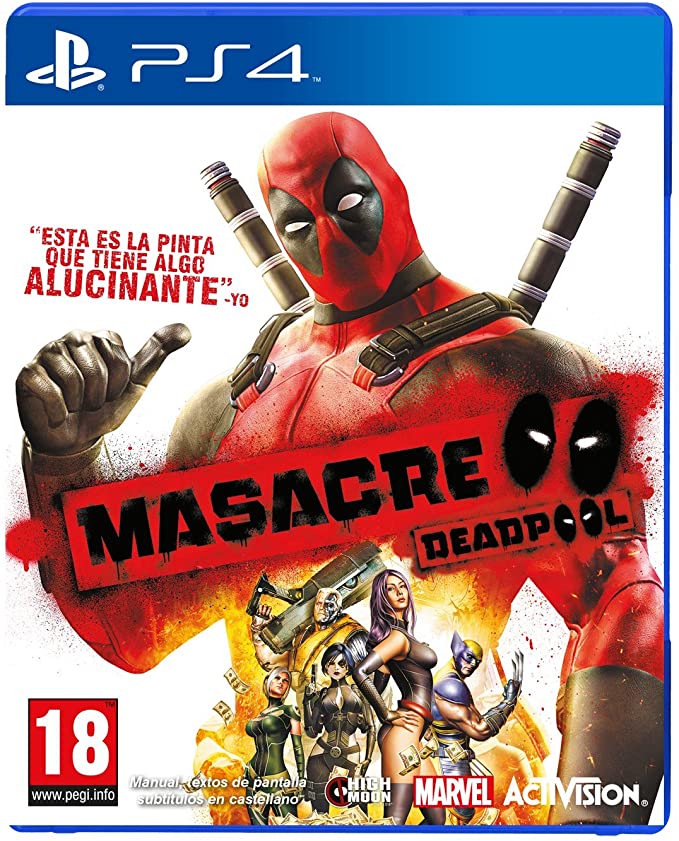 PS4
"ESTA ES LA PINTA
QUE TIENE ALGO
ALUCINANTE" -YO
MASACRE
DEADPOOL
18
www.pegi.info
Manual, textos de pantalla
subtítulos en castellano
HIGH
MOON
MARVEL
ACTIVISION.